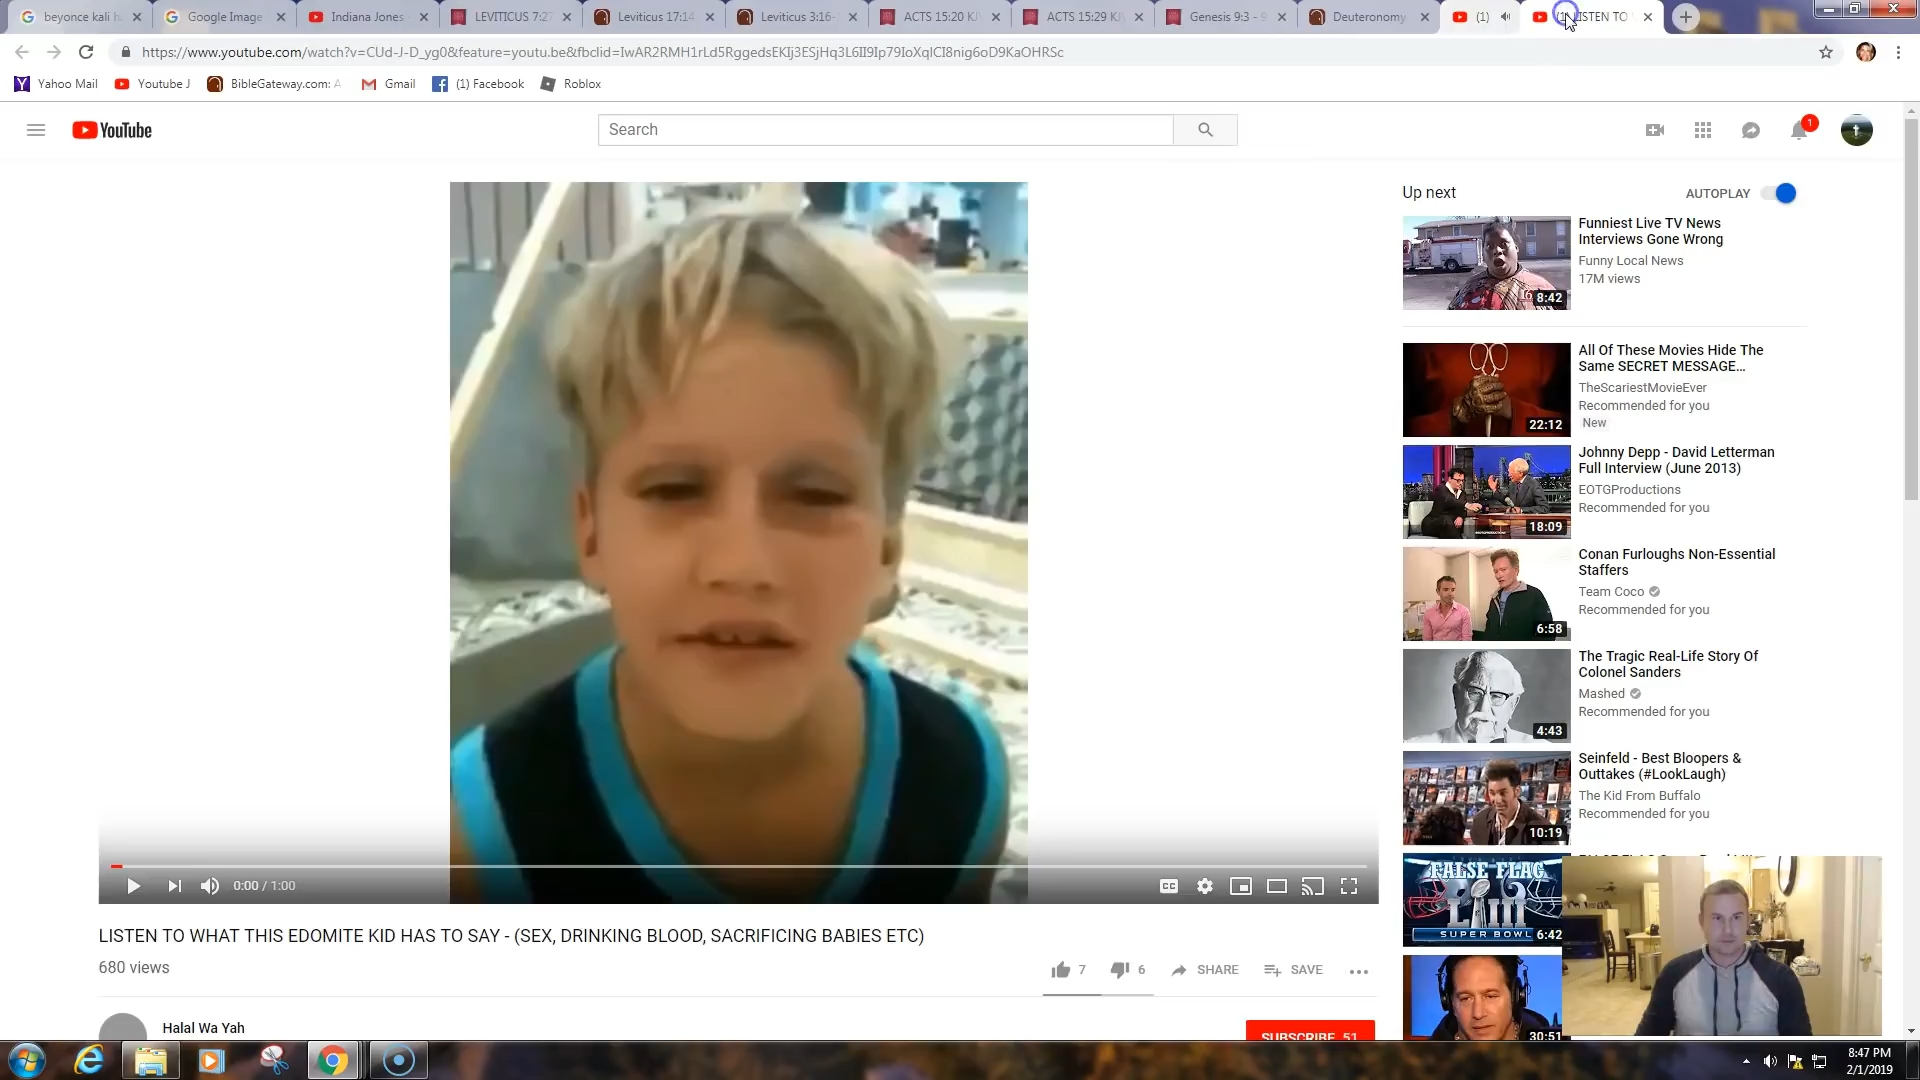 beyonce kali h
Google Image
Indiana Jones
LEVITICUS 7:27
Leviticus 17:14
Leviticus 3:16-
ACTS 15:20 KJ
ACTS 15:29 KJ
Genesis 9:3 - 9
Deuteronomy
(1)
LISTEN TO
https://www.youtube.com/watch?v=CUd-J-D_yg0&feature=youtu.be&fbclid=IwAR2RMH1rLd5RggedsEKIj3ESjHq3L6II9Ip79IoXqlCI8nig6oD9KaOHRSc
Yahoo Mail
Youtube J
BibleGateway.com: A
Gmail
(1) Facebook
Roblox
YouTube
Search
1
Up next
AUTOPLAY
Funniest Live TV News
Interviews Gone Wrong
Funny Local News
17M views
8:42
All Of These Movies Hide The
Same SECRET MESSAGE…
TheScariestMovieEver
Recommended for you
New
22:12
Johnny Depp - David Letterman
Full Interview (June 2013)
EOTGProductions
Recommended for you
18:09
Conan Furloughs Non-Essential
Staffers
Team Coco
Recommended for you
6:58
The Tragic Real-Life Story Of
Colonel Sanders
Mashed
Recommended for you
4:43
Seinfeld - Best Bloopers &
Outtakes (#LookLaugh)
The Kid From Buffalo
Recommended for you
10:19
FALSE FLAG
LIII
SUPER BOWL
6:42
30:51
0:00 / 1:00
CC
LISTEN TO WHAT THIS EDOMITE KID HAS TO SAY - (SEX, DRINKING BLOOD, SACRIFICING BABIES ETC)
680 views
7
6
SHARE
SAVE
Halal Wa Yah
SUBSCRIBE 51
8:47 PM
2/1/2019